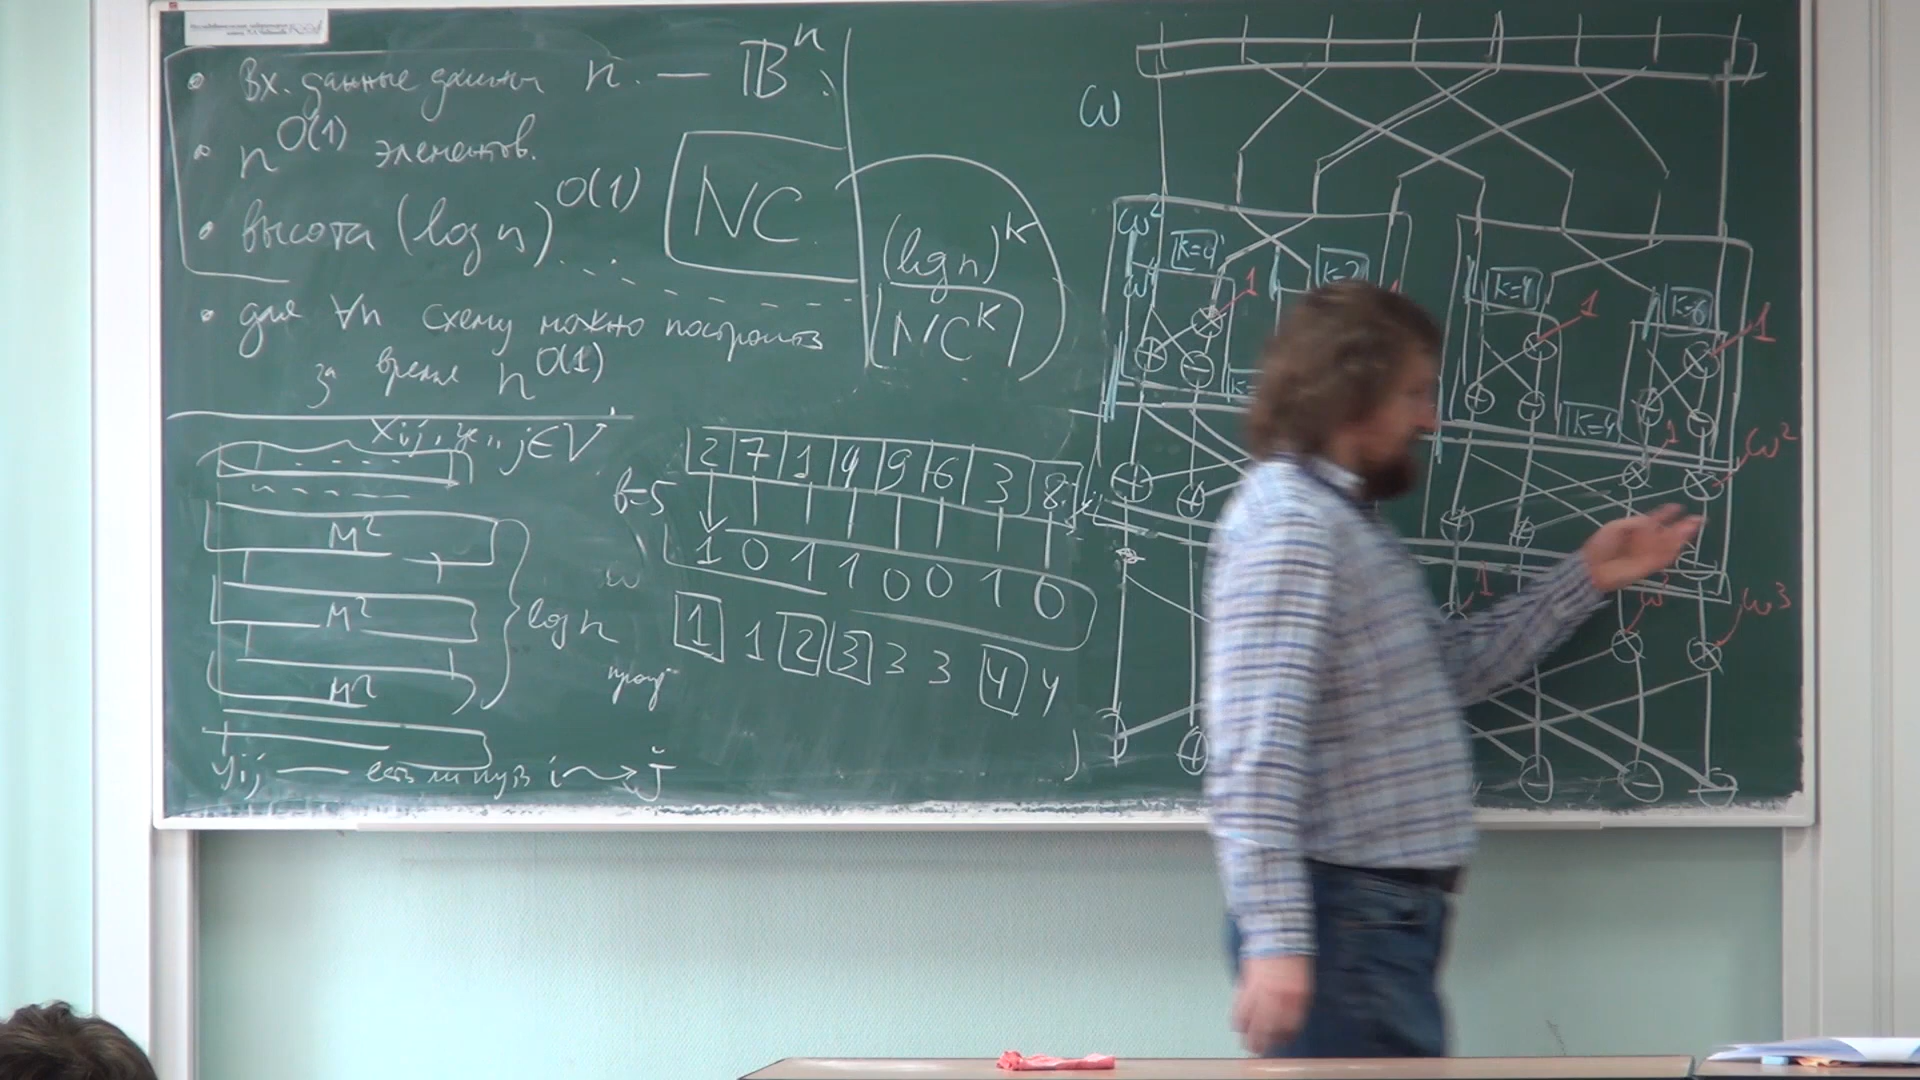 • Вх. данные длины n. — 𝔹ⁿ
• n^O(1) элементов.
• высота (log n)^O(1)
• для ∀n схему можно построить
за время n^O(1)
NC
(log n)^K
NC^K
j∈V
M²
M²
M²
log n
y_ij — есть ли путь i ⇝ j
b=5
2 7 1 4 9 6 3 8
1 0 1 1 0 0 1 0
1 1 2 3 3 3 4 4
ω
ω²
ω⁴
K=0
K=2
K=4
K=6
1
1
1
1
ω²
1
ω²
ω³